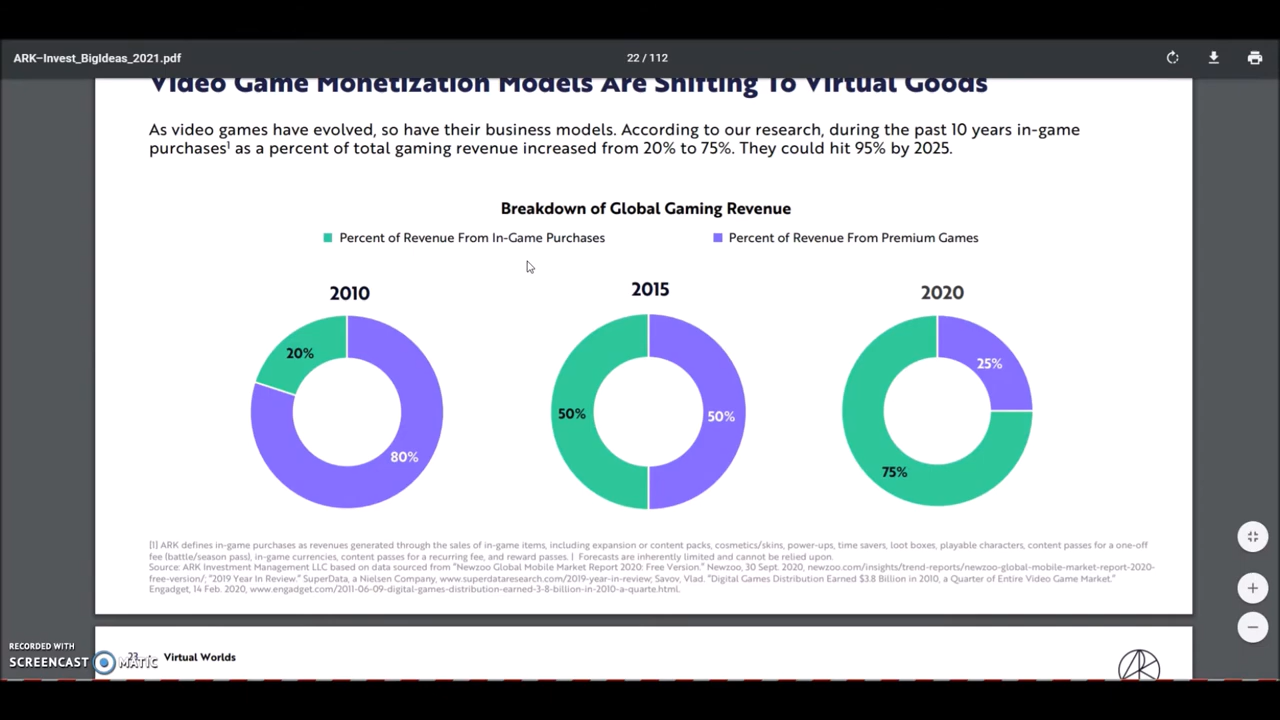 ARK–Invest_BigIdeas_2021.pdf
22 / 112
Video Game Monetization Models Are Shifting To Virtual Goods
As video games have evolved, so have their business models. According to our research, during the past 10 years in-game
purchases¹ as a percent of total gaming revenue increased from 20% to 75%. They could hit 95% by 2025.
Breakdown of Global Gaming Revenue
Percent of Revenue From In-Game Purchases
Percent of Revenue From Premium Games
2010
2015
2020
20%
80%
50%
50%
25%
75%
[1] ARK defines in-game purchases as revenues generated through the sales of in-game items, including expansion or content packs, cosmetics/skins, power-ups, time savers, loot boxes, playable characters, content passes for a one-off
fee (battle/season pass), in-game currencies, content passes for a recurring fee, and reward passes. | Forecasts are inherently limited and cannot be relied upon.
Source: ARK Investment Management LLC based on data sourced from "Newzoo Global Mobile Market Report 2020: Free Version." Newzoo, 30 Sept. 2020, newzoo.com/insights/trend-reports/newzoo-global-mobile-market-report-2020-
free-version/; "2019 Year In Review." SuperData, a Nielsen Company, www.superdataresearch.com/2019-year-in-review; Savov, Vlad. "Digital Games Distribution Earned $3.8 Billion in 2010, a Quarter of Entire Video Game Market."
Engadget, 14 Feb. 2020, www.engadget.com/2011-06-09-digital-games-distribution-earned-3-8-billion-in-2010-a-quarte.html.
RECORDED WITH
SCREENCAST MATIC
23
Virtual Worlds